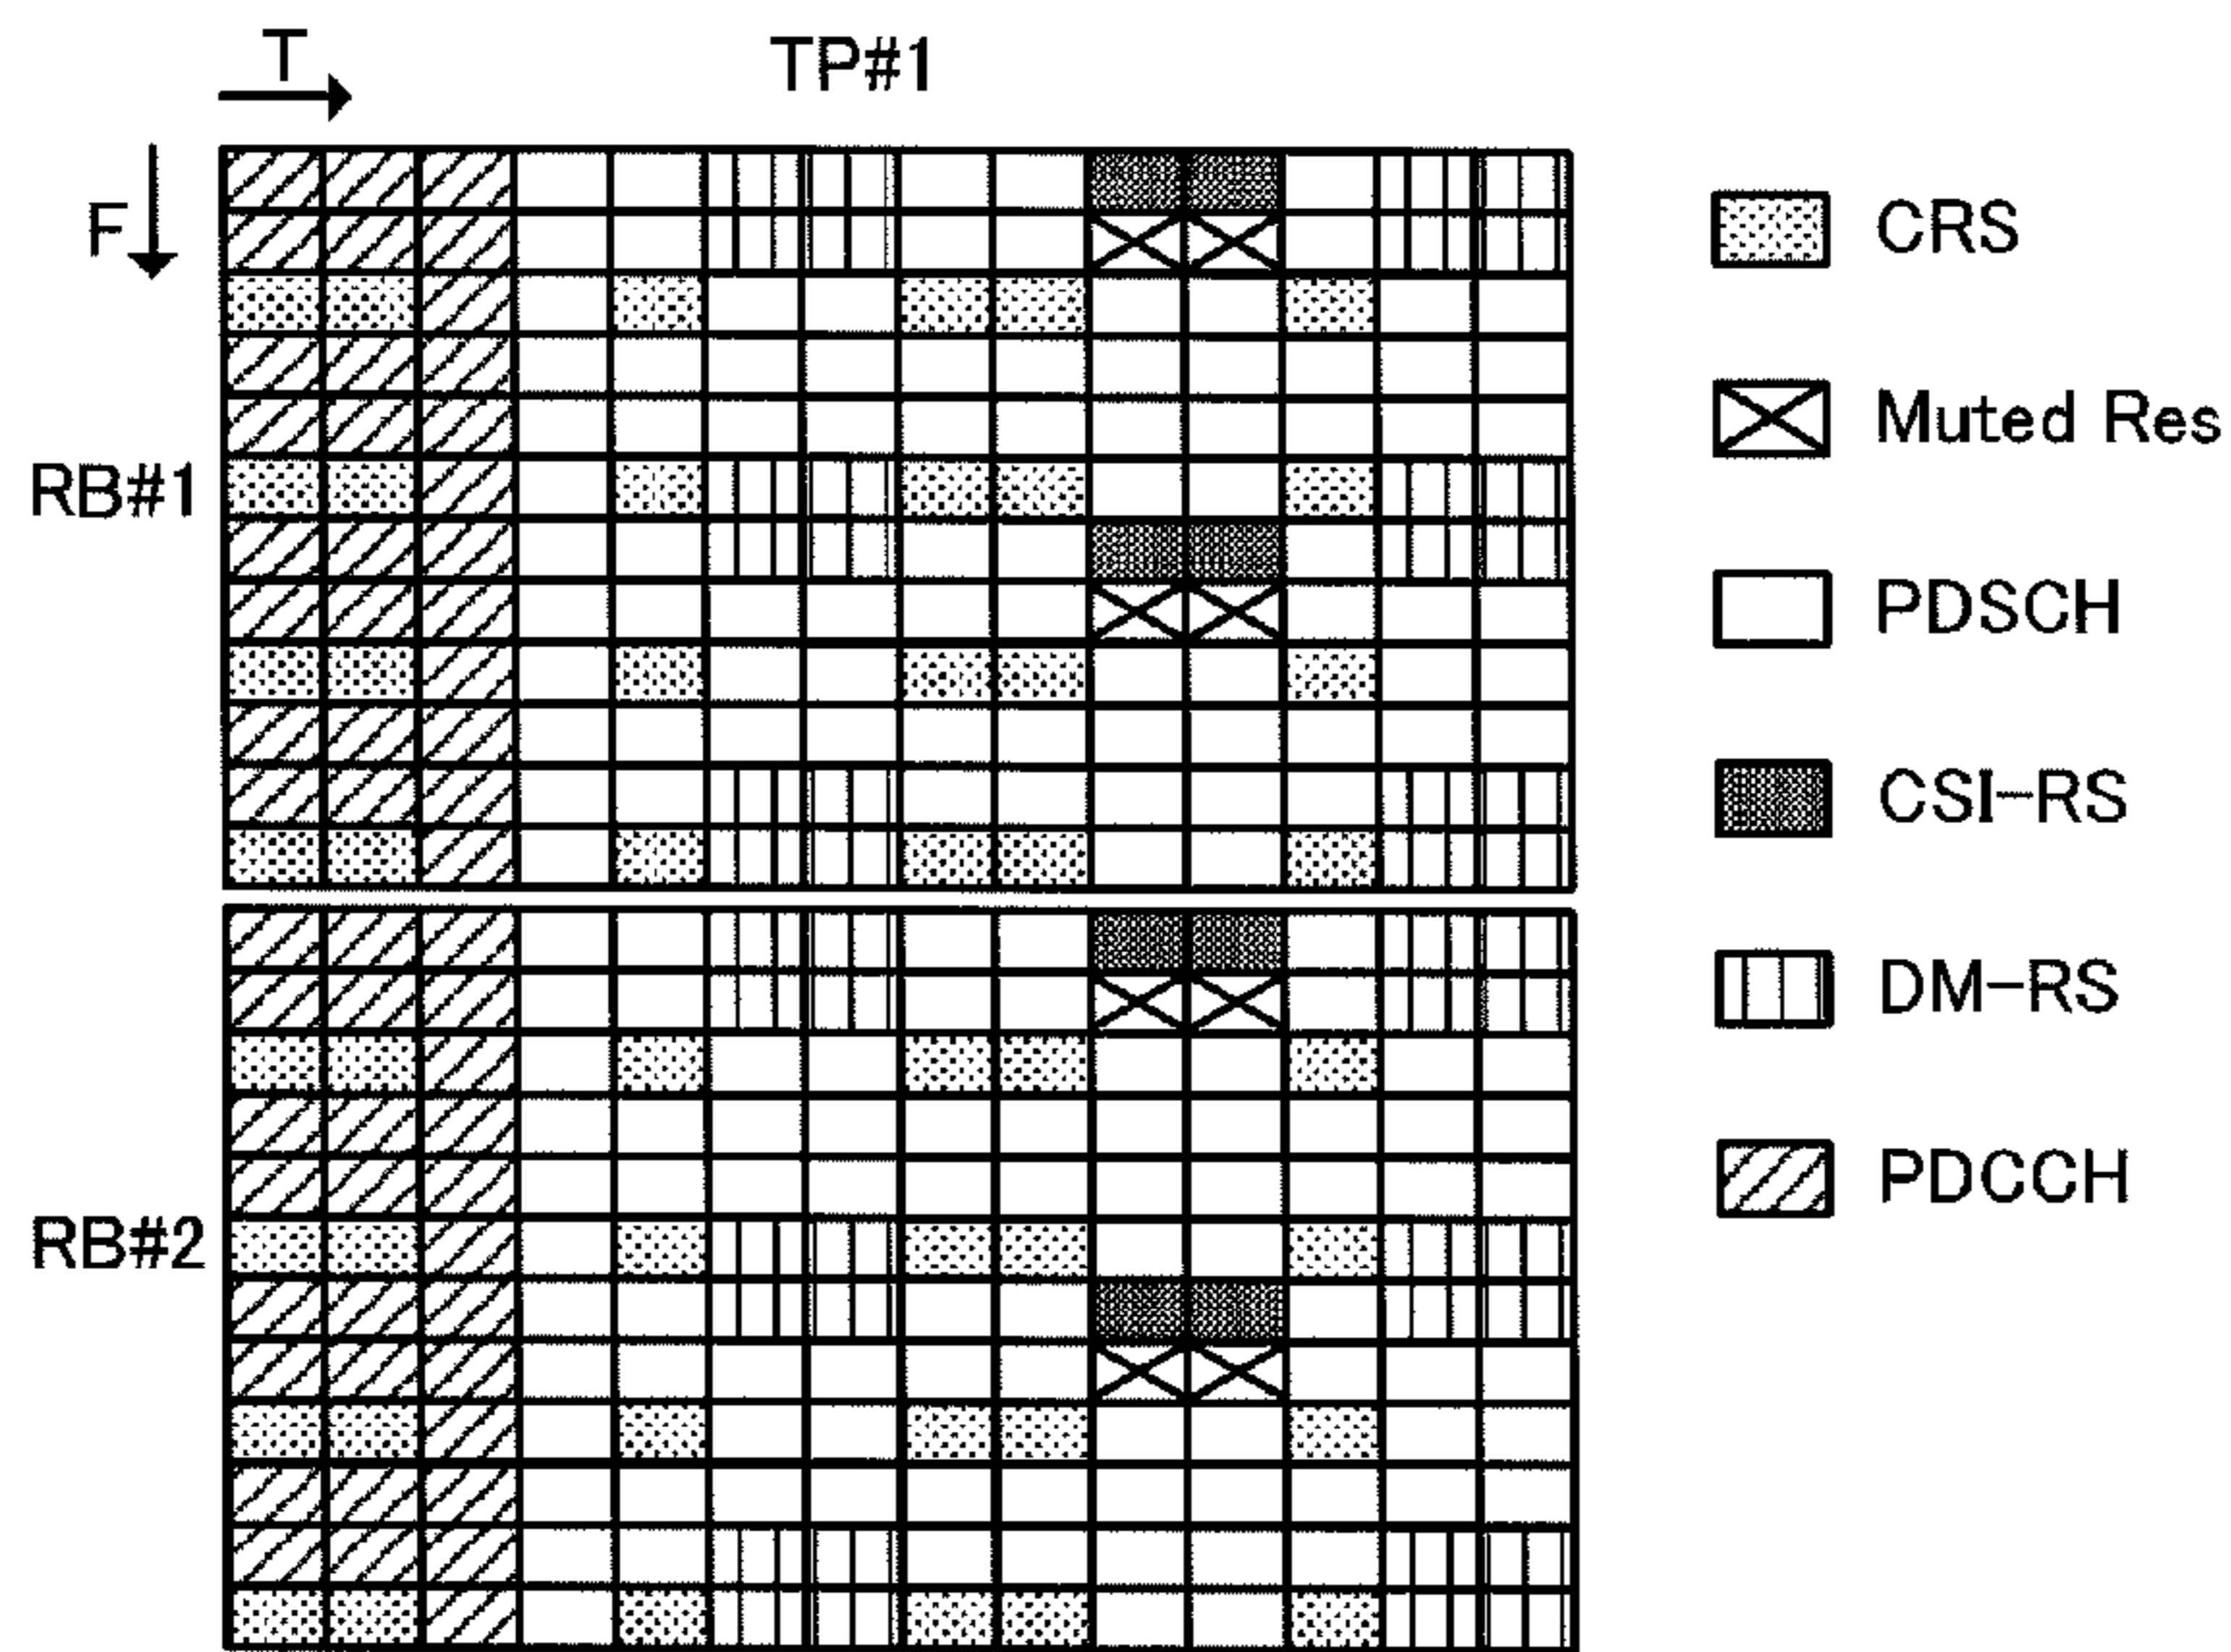 T
TP#1
F
RB#1
RB#2
CRS
Muted Res
PDSCH
CSI-RS
DM-RS
PDCCH